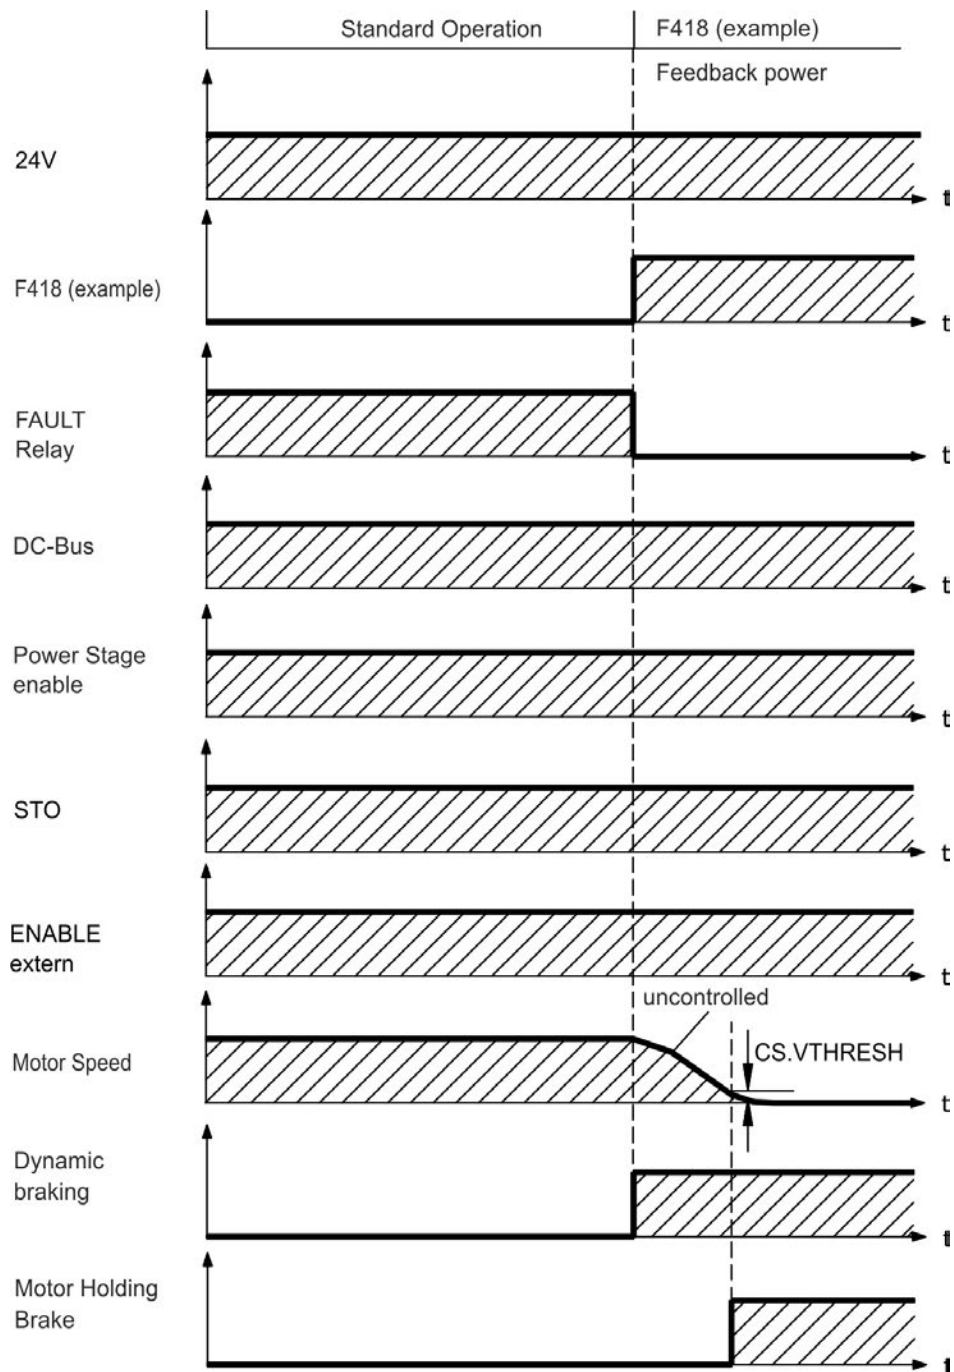 Standard Operation
F418 (example)
Feedback power
24V
t
F418 (example)
t
FAULT
Relay
t
DC-Bus
t
Power Stage
enable
t
STO
t
ENABLE
extern
t
uncontrolled
Motor Speed
CS.VTHRESH
t
Dynamic
braking
t
Motor Holding
Brake
t